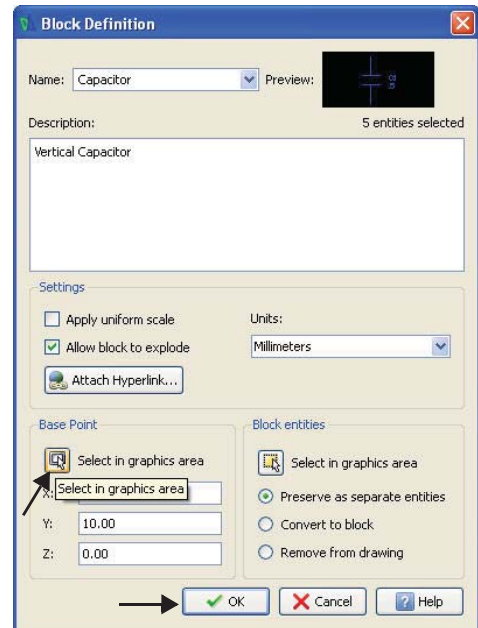 Block Definition
Name: Capacitor Preview:
Description: 5 entities selected
Vertical Capacitor
Settings
Apply uniform scale Units:
Allow block to explode Millimeters
Attach Hyperlink...
Base Point Block entities
Select in graphics area Select in graphics area
Select in graphics area Preserve as separate entities
X:
Y: 10.00 Convert to block
Z: 0.00 Remove from drawing
OK Cancel Help